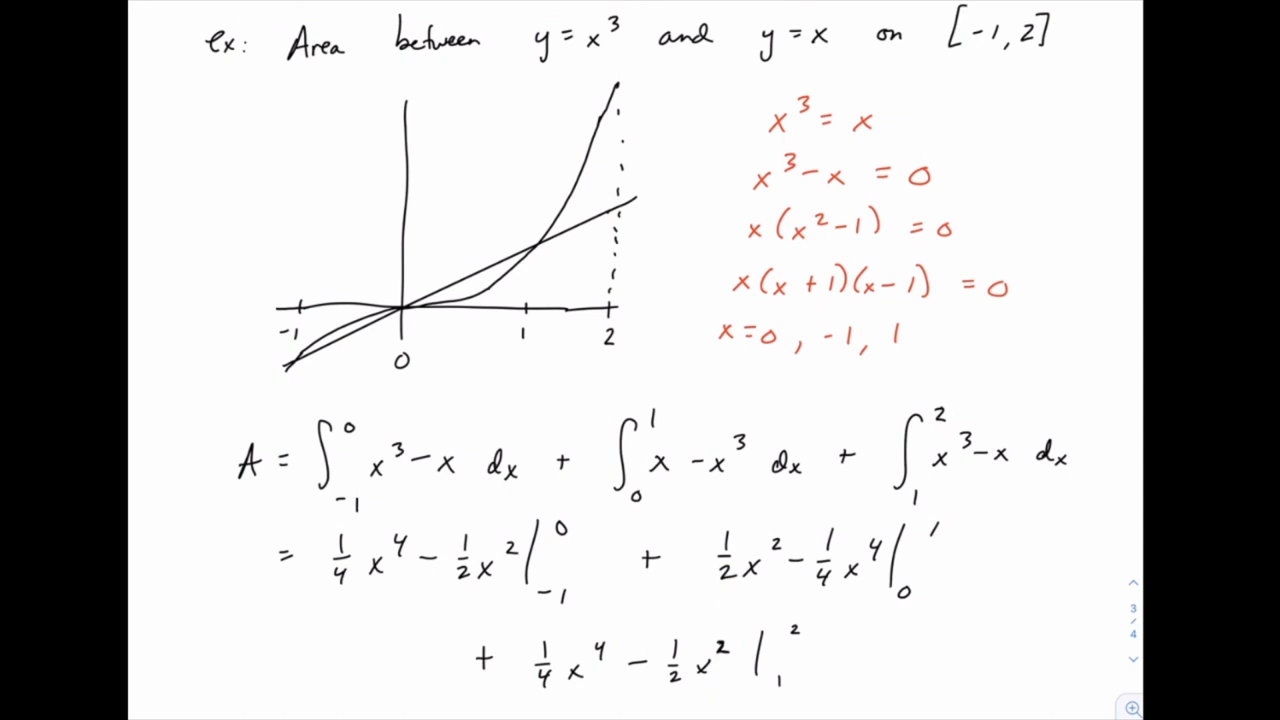 ex: Area between y = x³ and y = x on [-1, 2]
x³ = x
x³ - x = 0
x(x² - 1) = 0
x(x + 1)(x - 1) = 0
x = 0, -1, 1
-1 0 1 2
A = ∫₋₁⁰ x³ - x dx + ∫₀¹ x - x³ dx + ∫₁² x³ - x dx
= 1/4 x⁴ - 1/2 x² |₋₁⁰ + 1/2 x² - 1/4 x⁴ |₀¹
+ 1/4 x⁴ - 1/2 x² |₁²
3
/
4